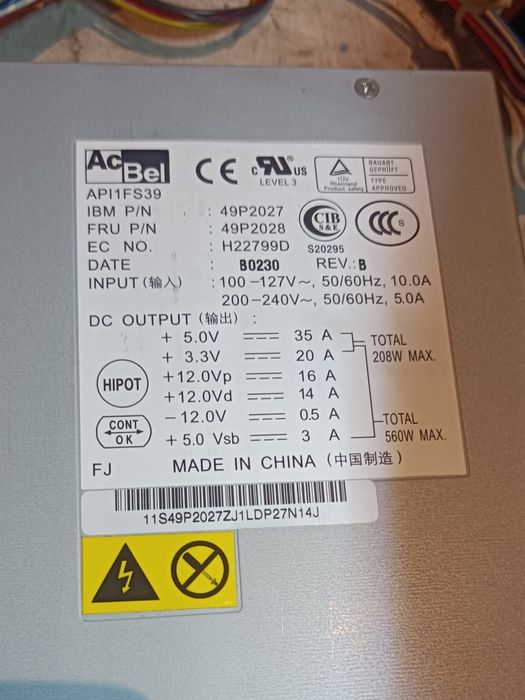 AcBel
CE
c UL US
LEVEL 3
TÜV
Rheinland
Product safety
BAUART
GEPRÜFT
TYPE
APPROVED
API1FS39
IBM P/N : 49P2027
FRU P/N : 49P2028
EC NO. : H22799D
CIB
S&E
S20295
CCC S
DATE : B0230 REV.: B
INPUT (输入) : 100-127V~, 50/60Hz, 10.0A
200-240V~, 50/60Hz, 5.0A
DC OUTPUT (输出) :
+ 5.0V 35 A
+ 3.3V 20 A
TOTAL
208W MAX.
+12.0Vp 16 A
+12.0Vd 14 A
-12.0V 0.5 A
+ 5.0 Vsb 3 A
TOTAL
560W MAX.
HIPOT
CONT
OK
FJ MADE IN CHINA (中国制造)
11S49P2027ZJ1LDP27N14J